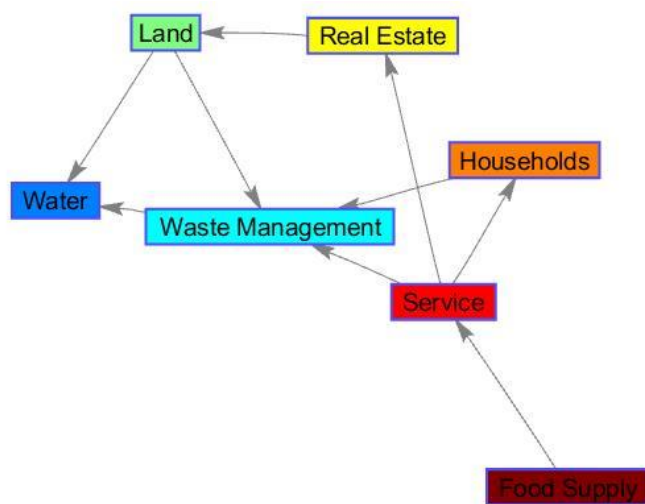 Land
Real Estate
Households
Water
Waste Management
Service
Food Supply